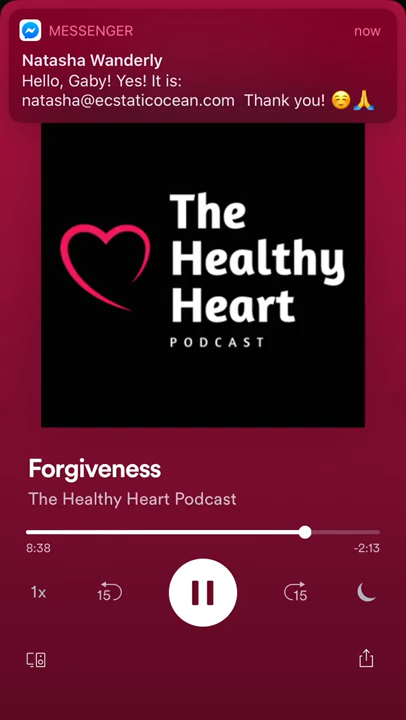 MESSENGER
now
Natasha Wanderly
Hello, Gaby! Yes! It is:
natasha@ecstaticocean.com  Thank you! ☺️🙏
The
Healthy
Heart
PODCAST
Forgiveness
The Healthy Heart Podcast
8:38
-2:13
1x
15
15